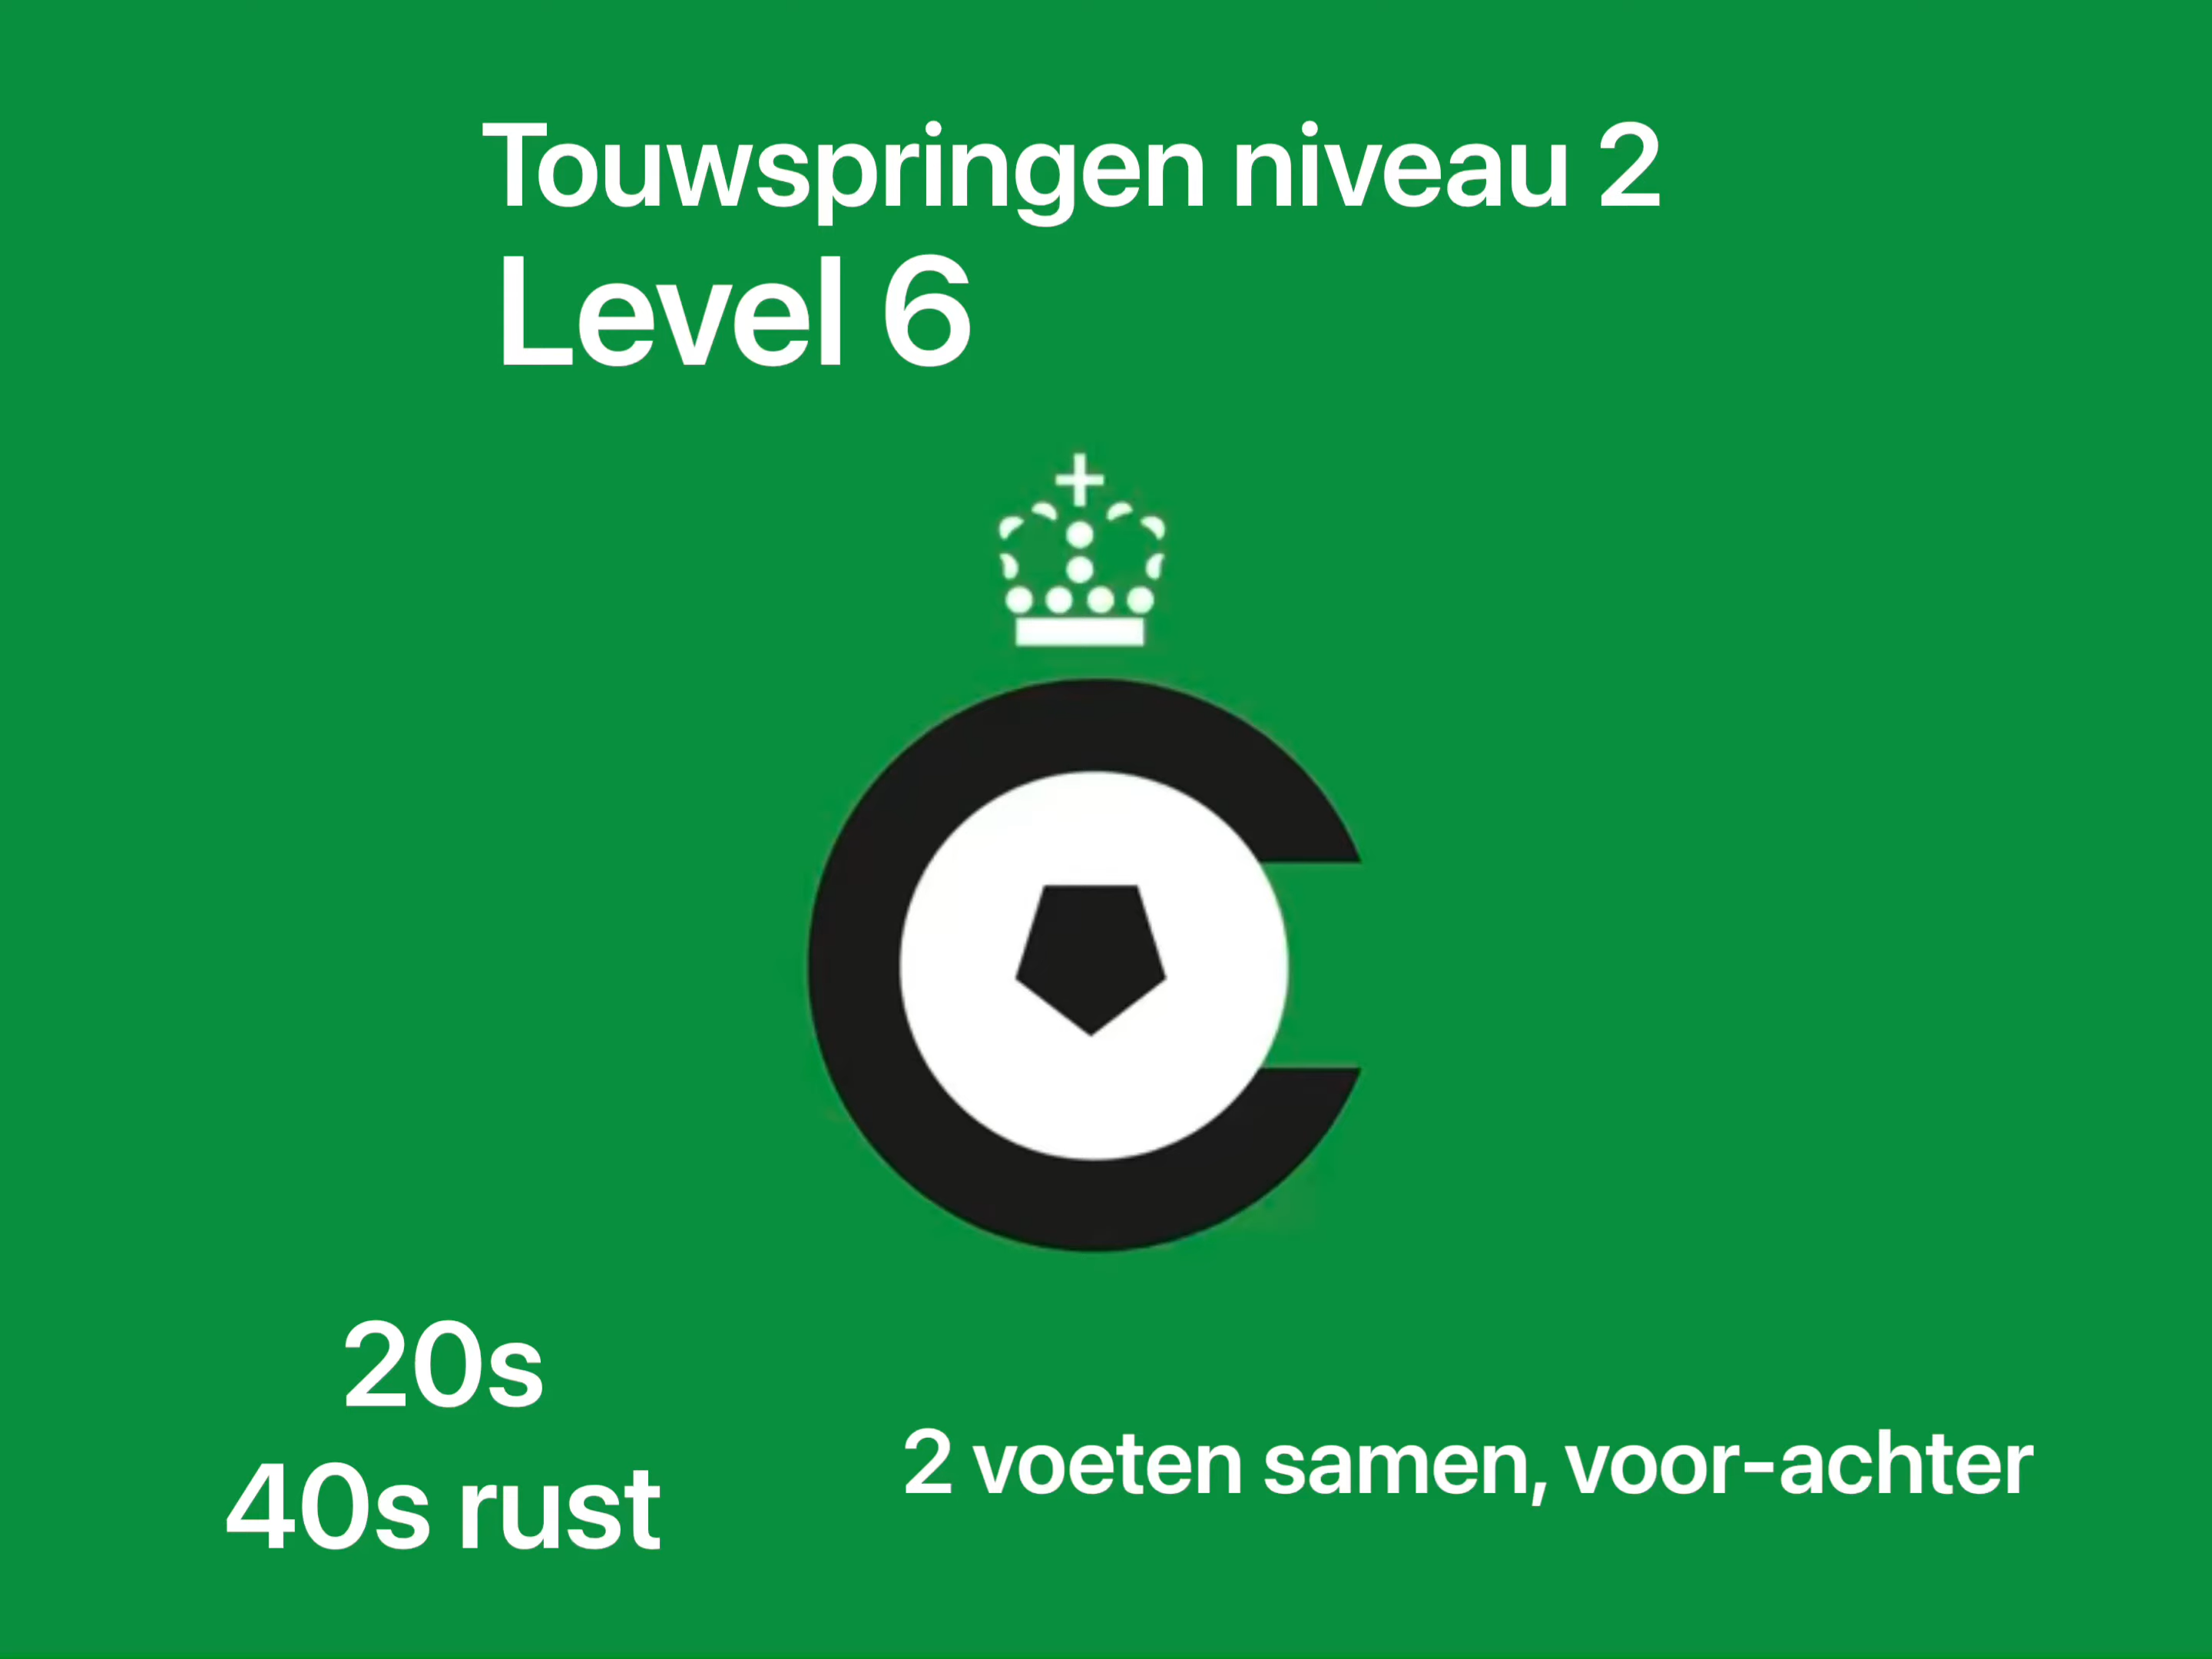 Touwspringen niveau 2
Level 6
20s
40s rust
2 voeten samen, voor-achter